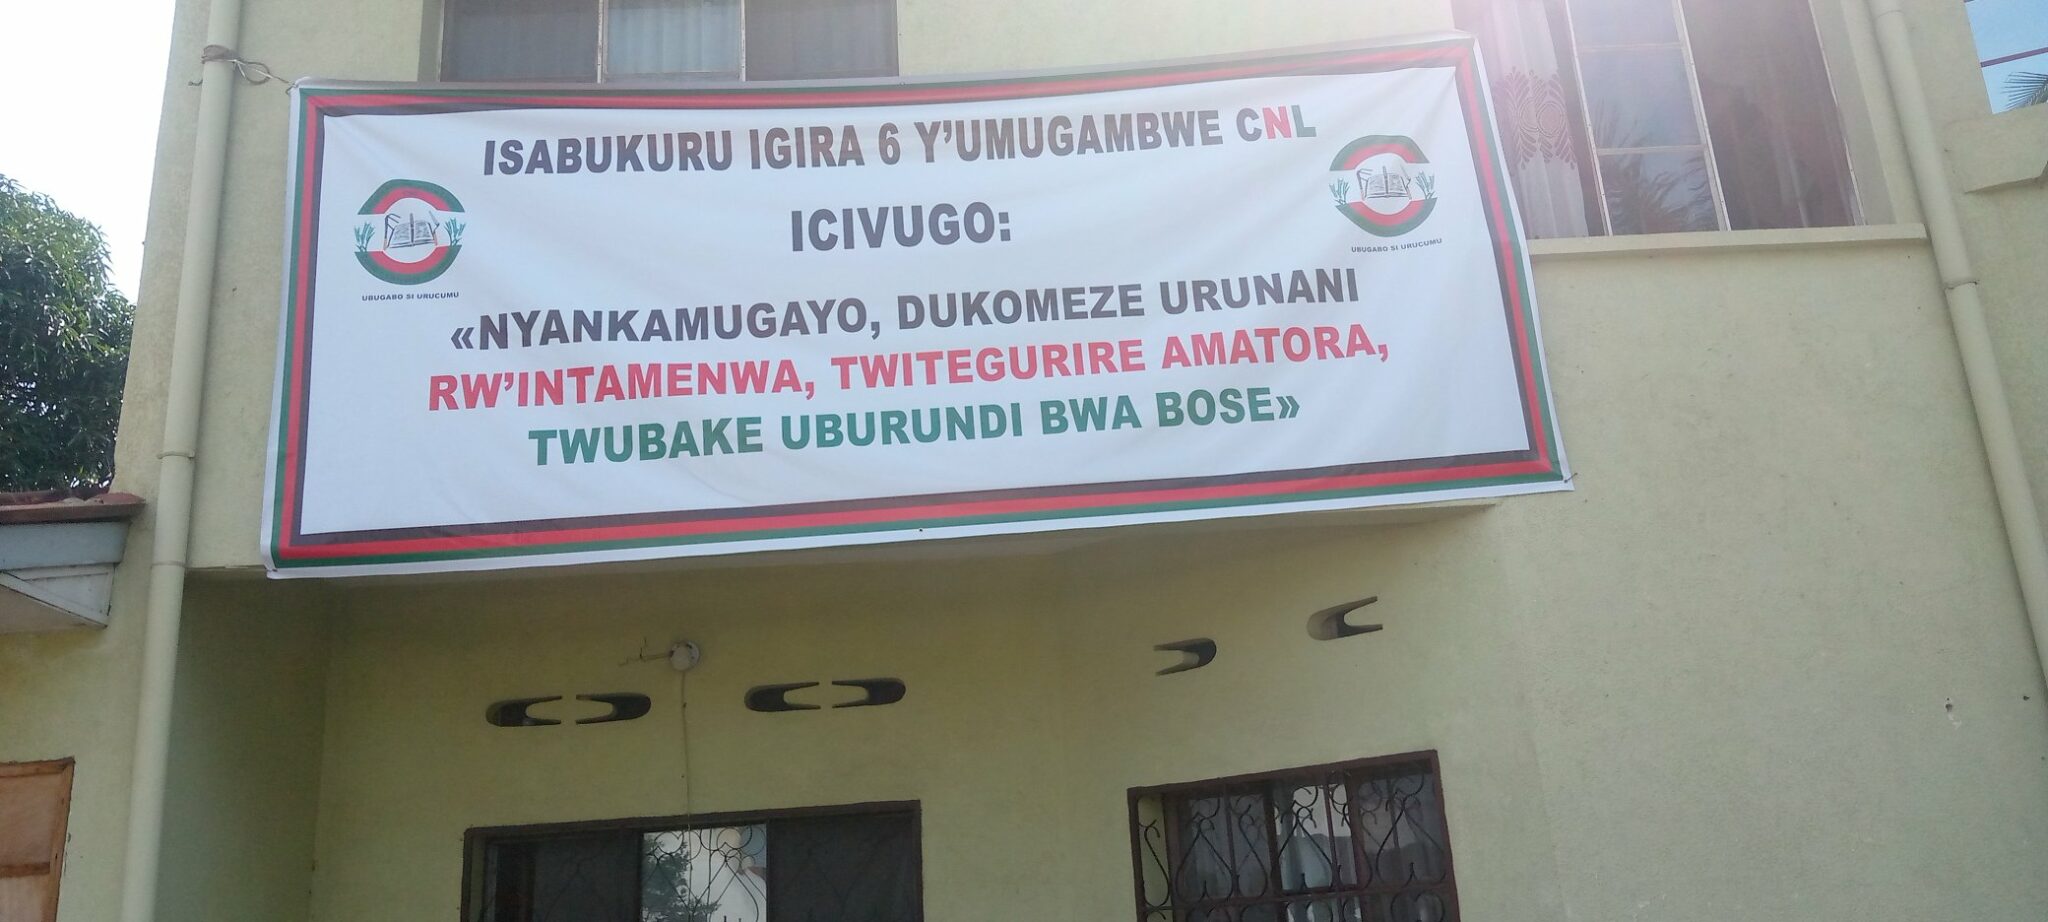 ISABUKURU IGIRA 6 Y'UMUGAMBWE CNL
ICIVUGO:
«NYANKAMUGAYO, DUKOMEZE URUNANI
RW'INTAMENWA, TWITEGURIRE AMATORA,
TWUBAKE UBURUNDI BWA BOSE»
UBUGABO SI URUCUMU
UBUGABO SI URUCUMU